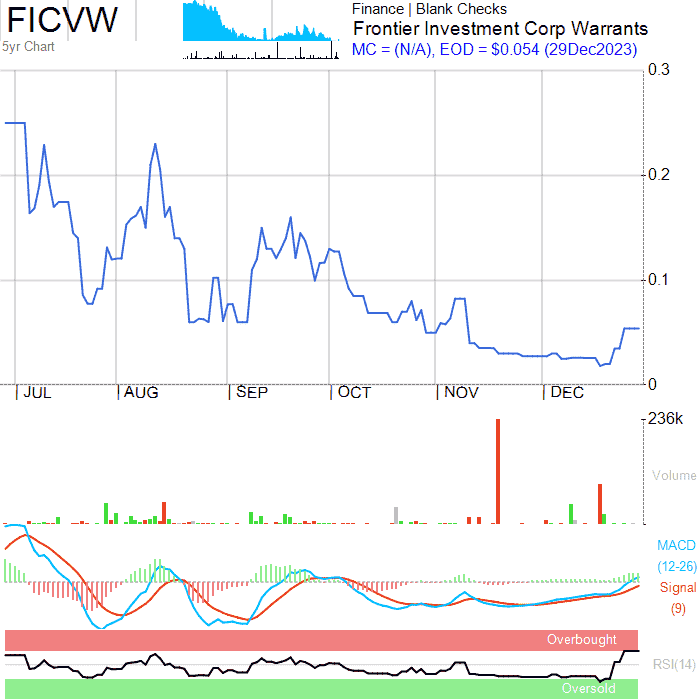 FICVW
5yr Chart
Finance | Blank Checks
Frontier Investment Corp Warrants
MC = (N/A), EOD = $0.054 (29Dec2023)
0.3
0.2
0.1
0
| JUL
| AUG
| SEP
| OCT
| NOV
| DEC
236k
Volume
MACD
(12-26)
Signal
(9)
Overbought
RSI(14)
Oversold